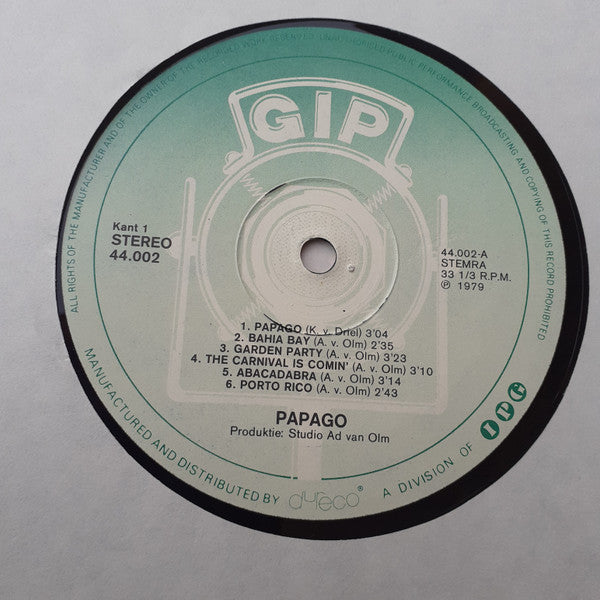 ALL RIGHTS OF THE MANUFACTURER AND OF THE OWNER OF THE RECORDED WORK RESERVED. UNAUTHORISED PUBLIC PERFORMANCE BROADCASTING AND COPYING OF THIS RECORD PROHIBITED
GIP
Kant 1
STEREO
44.002
44.002-A
STEMRA
33 1/3 R.P.M.
℗ 1979
1. PAPAGO (K. v. Driel) 3'04
2. BAHIA BAY (A. v. Olm) 2'35
3. GARDEN PARTY (A. v. Olm) 3'23
4. THE CARNIVAL IS COMIN' (A. v. Olm) 3'10
5. ABACADABRA (A. v. Olm) 3'14
6. PORTO RICO (A. v. Olm) 2'43
PAPAGO
Produktie: Studio Ad van Olm
MANUFACTURED AND DISTRIBUTED BY dureco® A DIVISION OF IPG